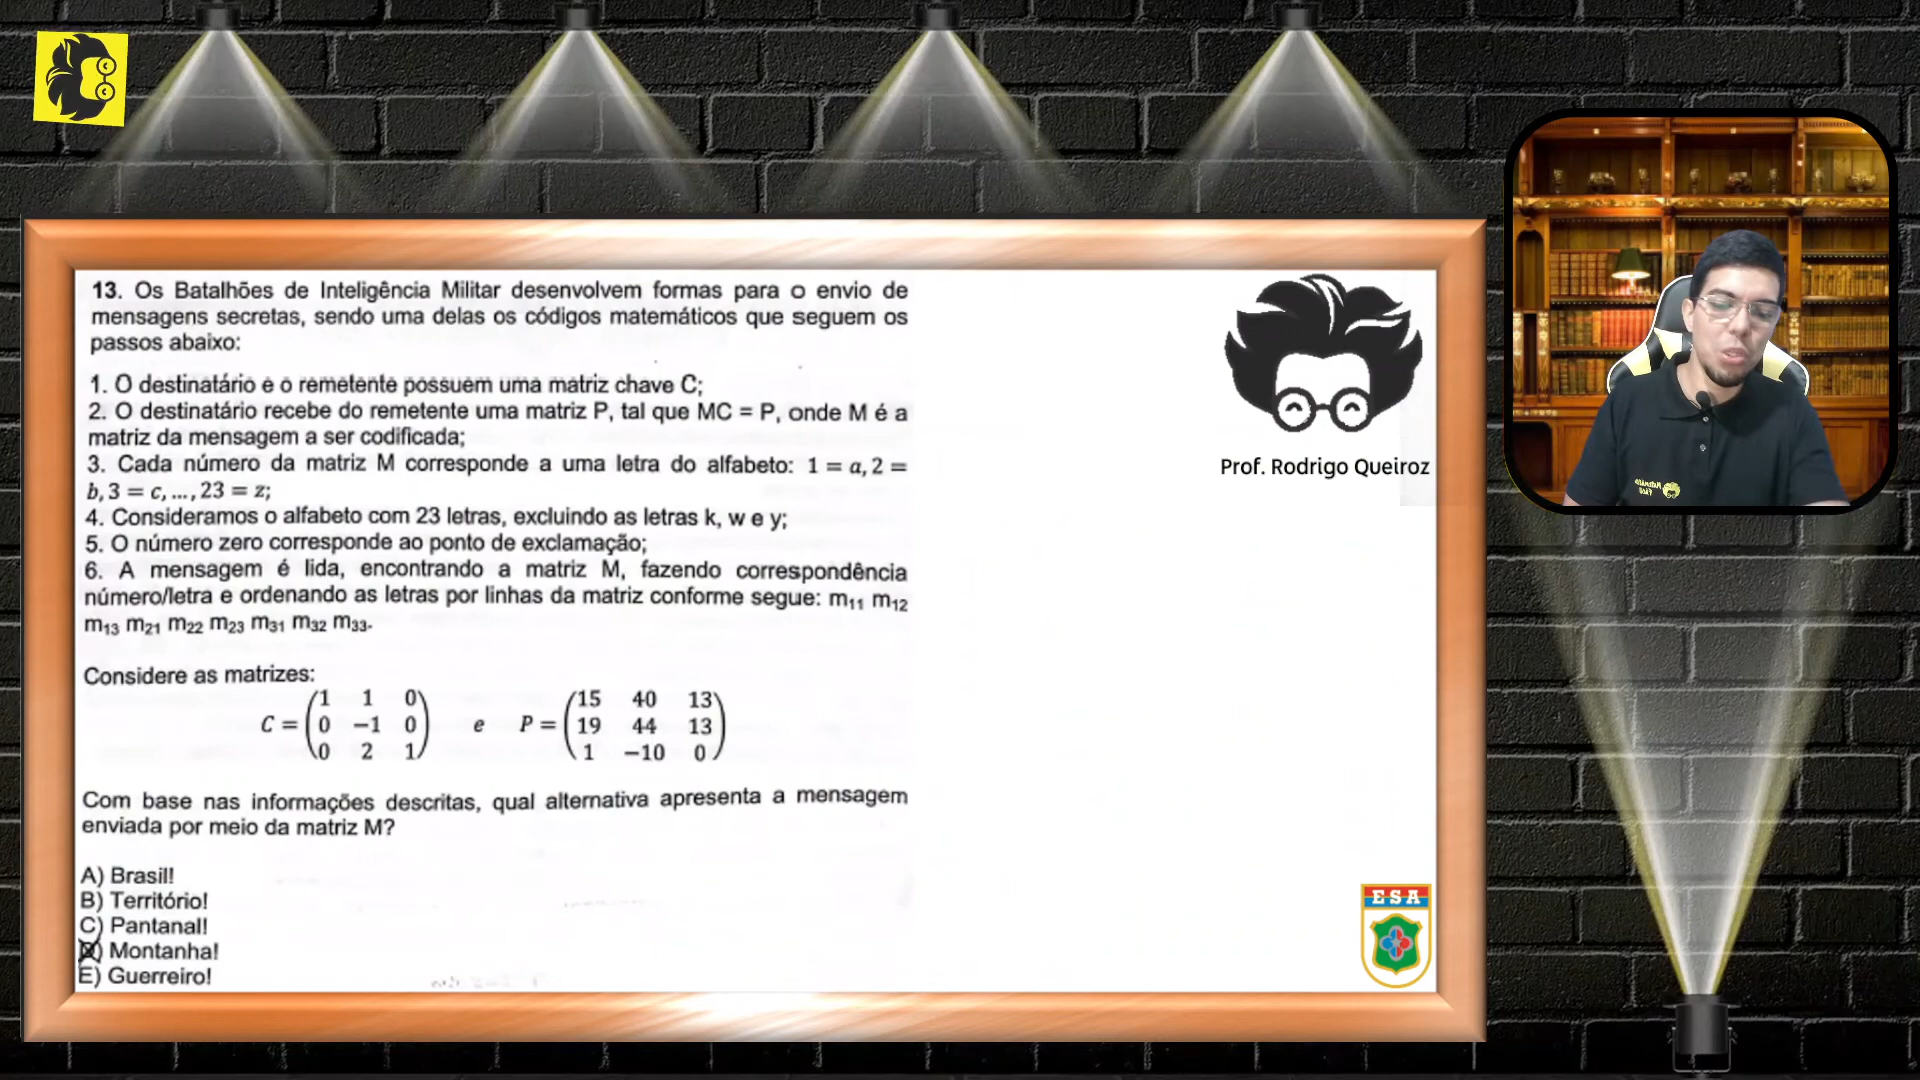 13. Os Batalhões de Inteligência Militar desenvolvem formas para o envio de
mensagens secretas, sendo uma delas os códigos matemáticos que seguem os
passos abaixo:
1. O destinatário e o remetente possuem uma matriz chave C;
2. O destinatário recebe do remetente uma matriz P, tal que MC = P, onde M é a
matriz da mensagem a ser codificada;
3. Cada número da matriz M corresponde a uma letra do alfabeto: 1 = a, 2 =
b, 3 = c, ..., 23 = z;
4. Consideramos o alfabeto com 23 letras, excluindo as letras k, w e y;
5. O número zero corresponde ao ponto de exclamação;
6. A mensagem é lida, encontrando a matriz M, fazendo correspondência
número/letra e ordenando as letras por linhas da matriz conforme segue: m₁₁ m₁₂
m₁₃ m₂₁ m₂₂ m₂₃ m₃₁ m₃₂ m₃₃.
Considere as matrizes:
1 1 0 15 40 13
C = 0 −1 0 e P = 19 44 13
0 2 1 1 −10 0
Com base nas informações descritas, qual alternativa apresenta a mensagem
enviada por meio da matriz M?
A) Brasil!
B) Território!
C) Pantanal!
D) Montanha!
E) Guerreiro!
Prof. Rodrigo Queiroz
ESA